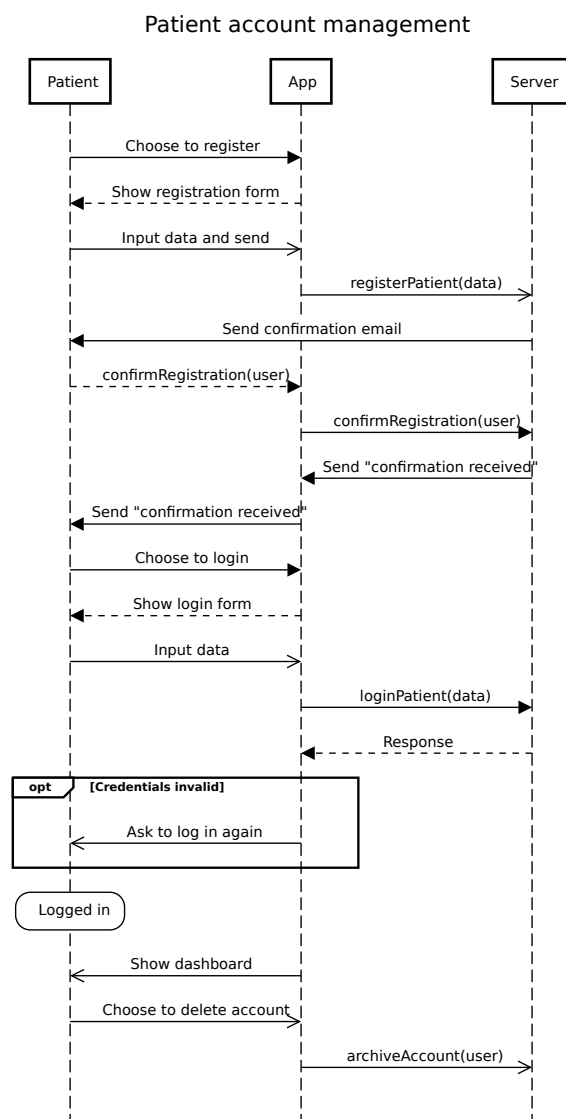 Patient account management
Patient
App
Server
Choose to register
Show registration form
Input data and send
registerPatient(data)
Send confirmation email
confirmRegistration(user)
confirmRegistration(user)
Send "confirmation received"
Send "confirmation received"
Choose to login
Show login form
Input data
loginPatient(data)
Response
opt
[Credentials invalid]
Ask to log in again
Logged in
Show dashboard
Choose to delete account
archiveAccount(user)